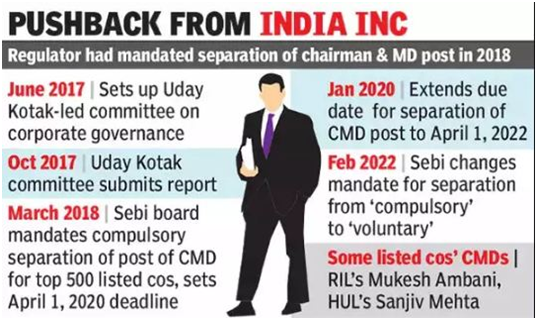 PUSHBACK FROM INDIA INC
Regulator had mandated separation of chairman & MD post in 2018
June 2017 | Sets up Uday
Kotak-led committee on
corporate governance
Oct 2017 | Uday Kotak
committee submits report
March 2018 | Sebi board
mandates compulsory
separation of post of CMD
for top 500 listed cos, sets
April 1, 2020 deadline
Jan 2020 | Extends due
date for separation of
CMD post to April 1, 2022
Feb 2022 | Sebi changes
mandate for separation
from ‘compulsory’
to ‘voluntary’
Some listed cos’ CMDs |
RIL’s Mukesh Ambani,
HUL’s Sanjiv Mehta